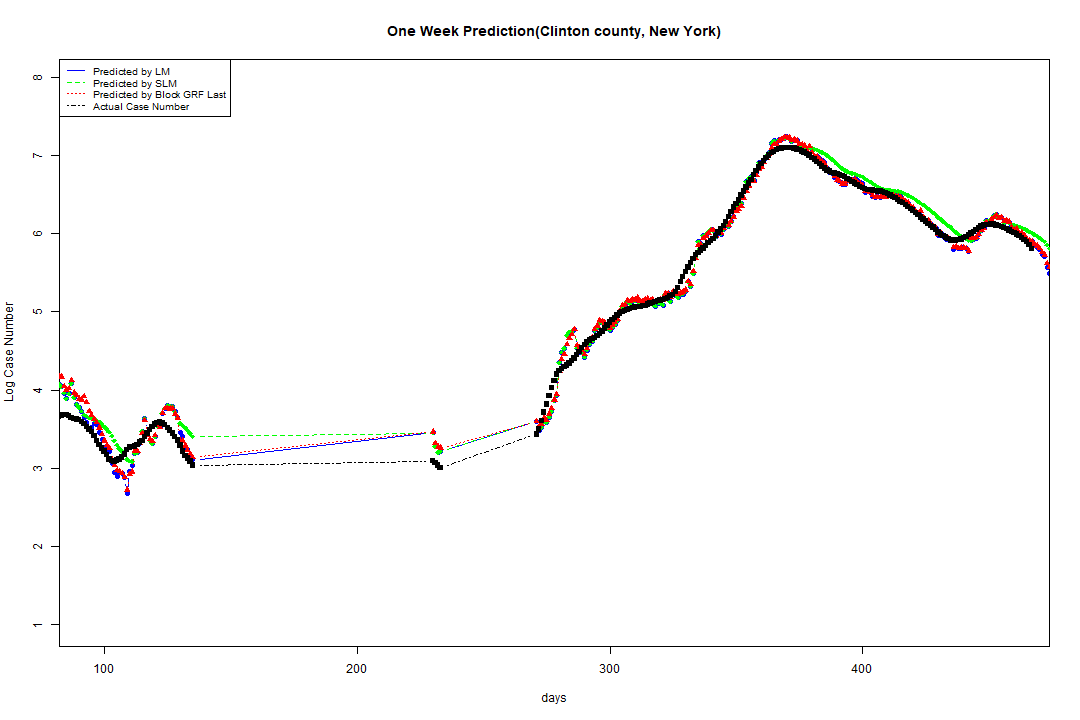 One Week Prediction(Clinton county, New York)
Predicted by LM
Predicted by SLM
Predicted by Block GRF Last
Actual Case Number
8
7
6
5
4
3
2
1
Log Case Number
100 200 300 400
days